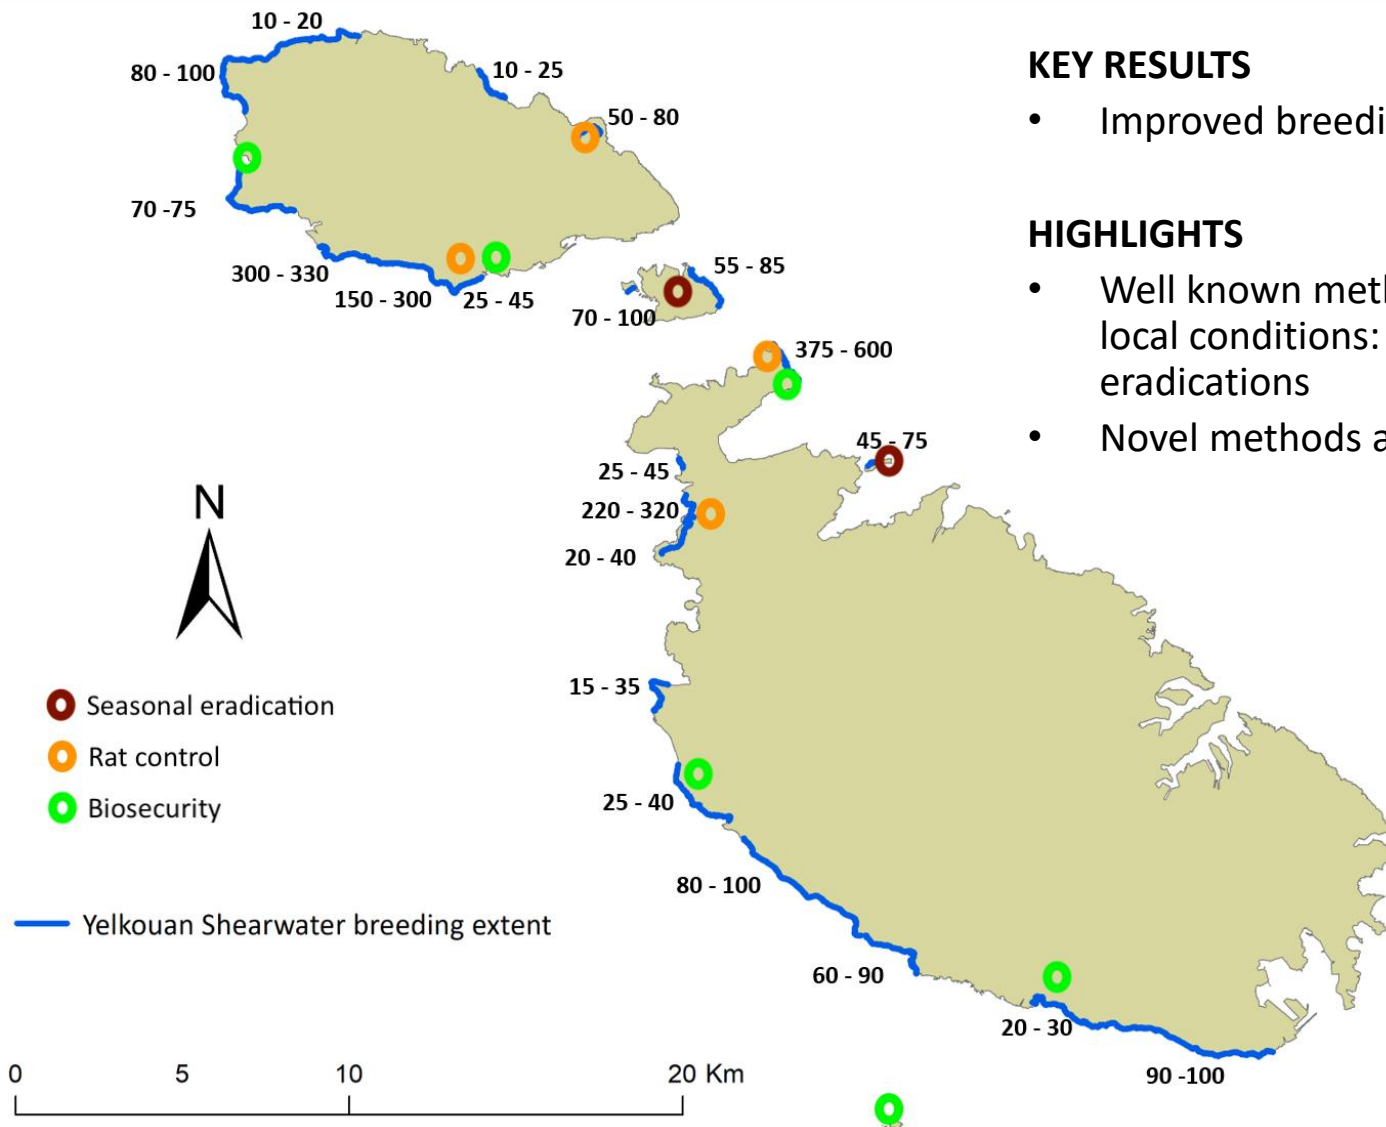 10 - 20
80 - 100
10 - 25
50 - 80
70 -75
300 - 330
150 - 300
25 - 45
55 - 85
70 - 100
375 - 600
45 - 75
25 - 45
220 - 320
20 - 40
15 - 35
25 - 40
80 - 100
60 - 90
20 - 30
90 -100
N
Seasonal eradication
Rat control
Biosecurity
Yelkouan Shearwater breeding extent
0 5 10 20 Km
KEY RESULTS
• Improved breedi
HIGHLIGHTS
• Well known meth
local conditions:
eradications
• Novel methods a